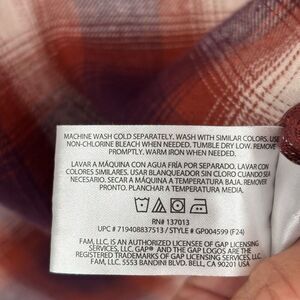 MACHINE WASH COLD SEPARATELY. WASH WITH SIMILAR COLORS. USE
NON-CHLORINE BLEACH WHEN NEEDED. TUMBLE DRY LOW. REMOVE
PROMPTLY. WARM IRON WHEN NEEDED.
LAVAR A MÁQUINA CON AGUA FRÍA POR SEPARADO. LAVAR CON
COLORES SIMILARES. USAR BLANQUEADOR SIN CLORO CUANDO SEA
NECESARIO. SECAR A MÁQUINA A TEMPERATURA BAJA. REMOVER
PRONTO. PLANCHAR A TEMPERATURA MEDIA.
RN# 137013
UPC # 719408837513 / STYLE # GP004599 (F24)
FAM, LLC. IS AN AUTHORIZED LICENSEE OF GAP LICENSING
SERVICES, LLC, GAP® AND THE GAP LOGOS ARE THE
REGISTERED TRADEMARKS OF GAP LICENSING SERVICES, LLC.
FAM, LLC. 5553 BANDINI BLVD. BELL, CA 90201 USA